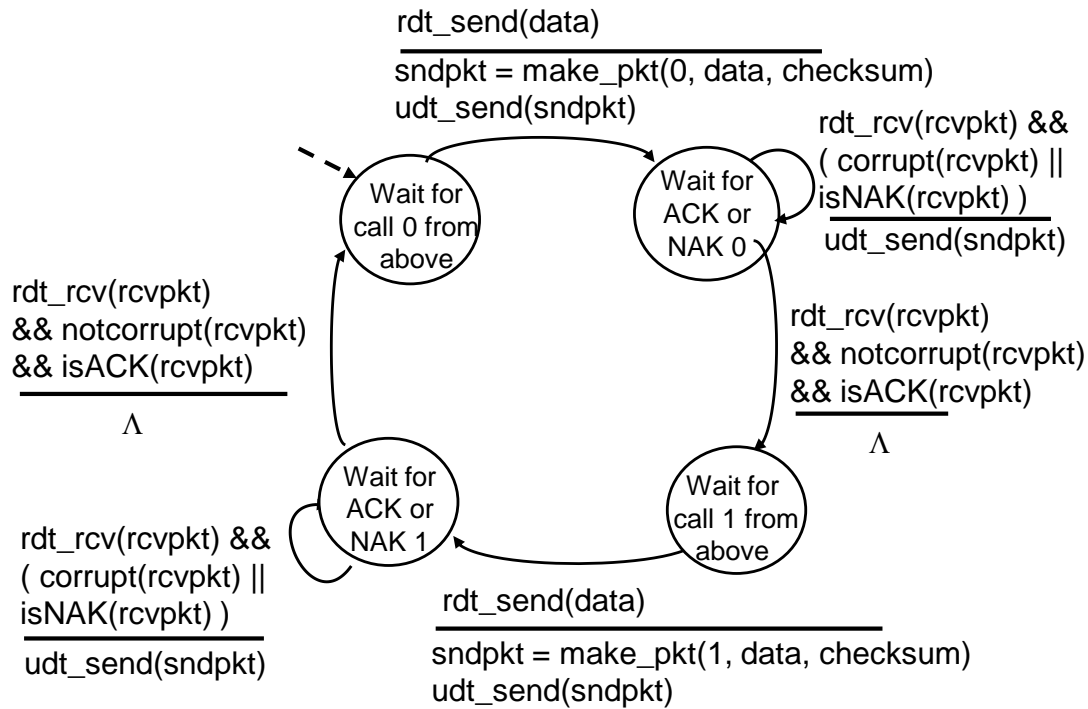 rdt_send(data)
sndpkt = make_pkt(0, data, checksum)
udt_send(sndpkt)
Wait for
call 0 from
above
Wait for
ACK or
NAK 0
rdt_rcv(rcvpkt) &&
( corrupt(rcvpkt) ||
isNAK(rcvpkt) )
udt_send(sndpkt)
rdt_rcv(rcvpkt)
&& notcorrupt(rcvpkt)
&& isACK(rcvpkt)
Λ
rdt_rcv(rcvpkt)
&& notcorrupt(rcvpkt)
&& isACK(rcvpkt)
Λ
Wait for
ACK or
NAK 1
Wait for
call 1 from
above
rdt_rcv(rcvpkt) &&
( corrupt(rcvpkt) ||
isNAK(rcvpkt) )
udt_send(sndpkt)
rdt_send(data)
sndpkt = make_pkt(1, data, checksum)
udt_send(sndpkt)